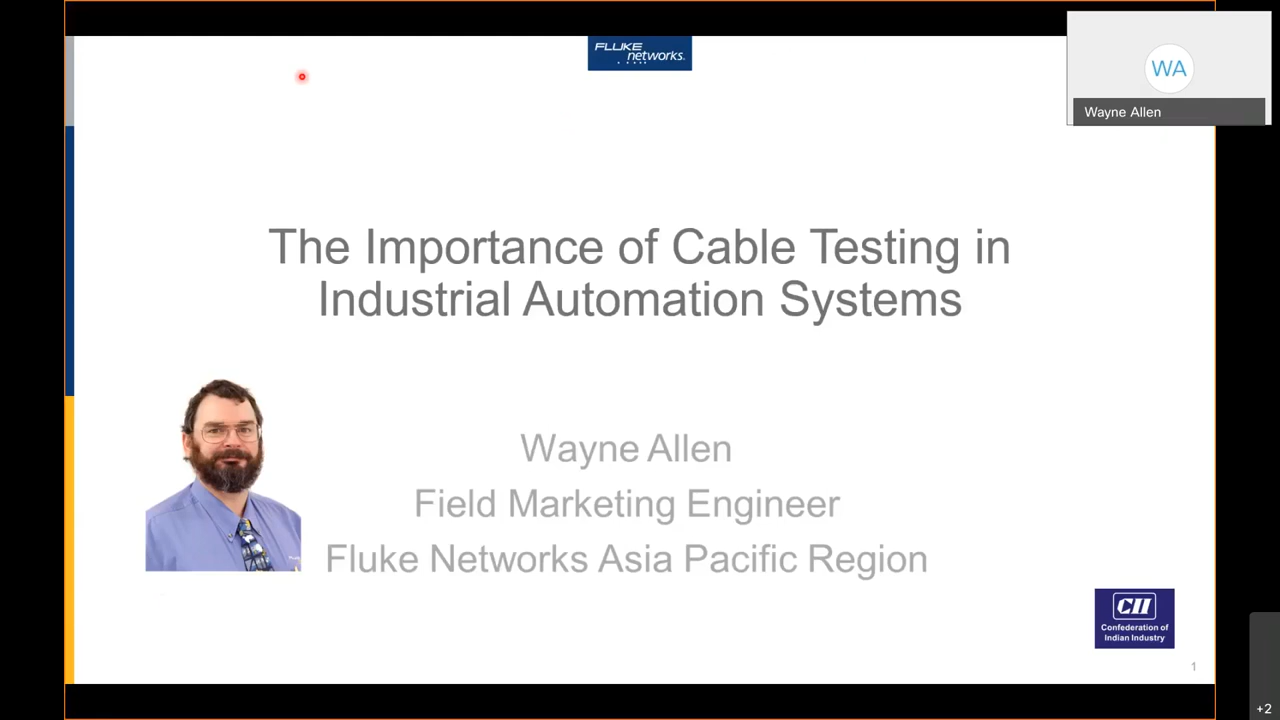 FLUKE
networks.
WA
Wayne Allen
The Importance of Cable Testing in
Industrial Automation Systems
Wayne Allen
Field Marketing Engineer
Fluke Networks Asia Pacific Region
CII
Confederation of
Indian Industry
1
+2